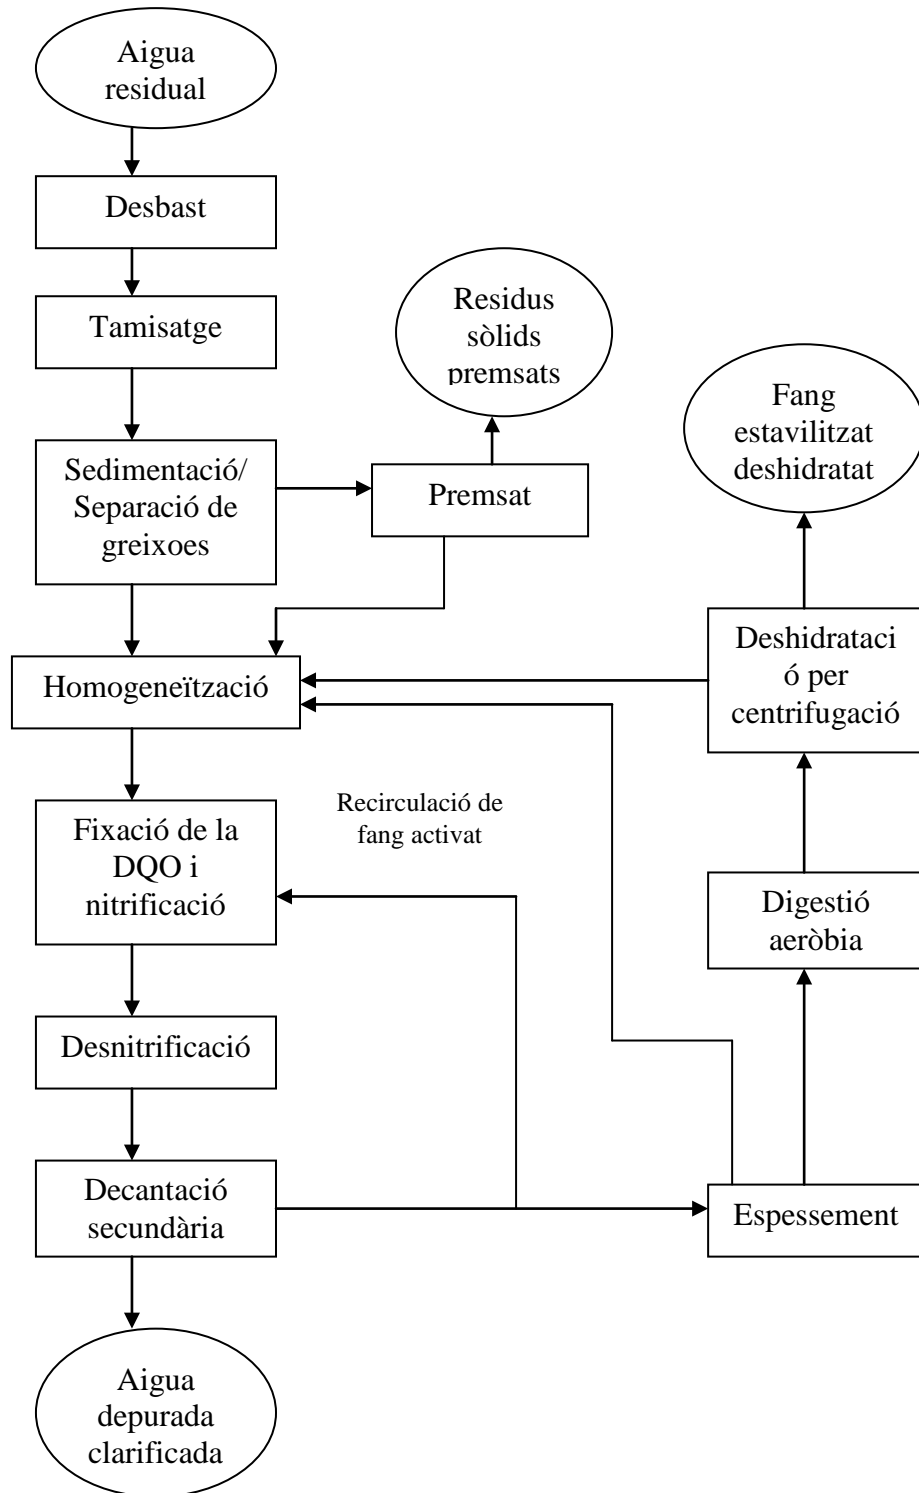 Aigua
residual
Desbast
Tamisatge
Residus
sòlids
premsats
Fang
estavilitzat
deshidratat
Sedimentació/
Separació de
greixoes
Premsat
Homogeneïtzació
Deshidrataci
ó per
centrifugació
Recirculació de
fang activat
Fixació de la
DQO i
nitrificació
Digestió
aeròbia
Desnitrificació
Decantació
secundària
Espessement
Aigua
depurada
clarificada